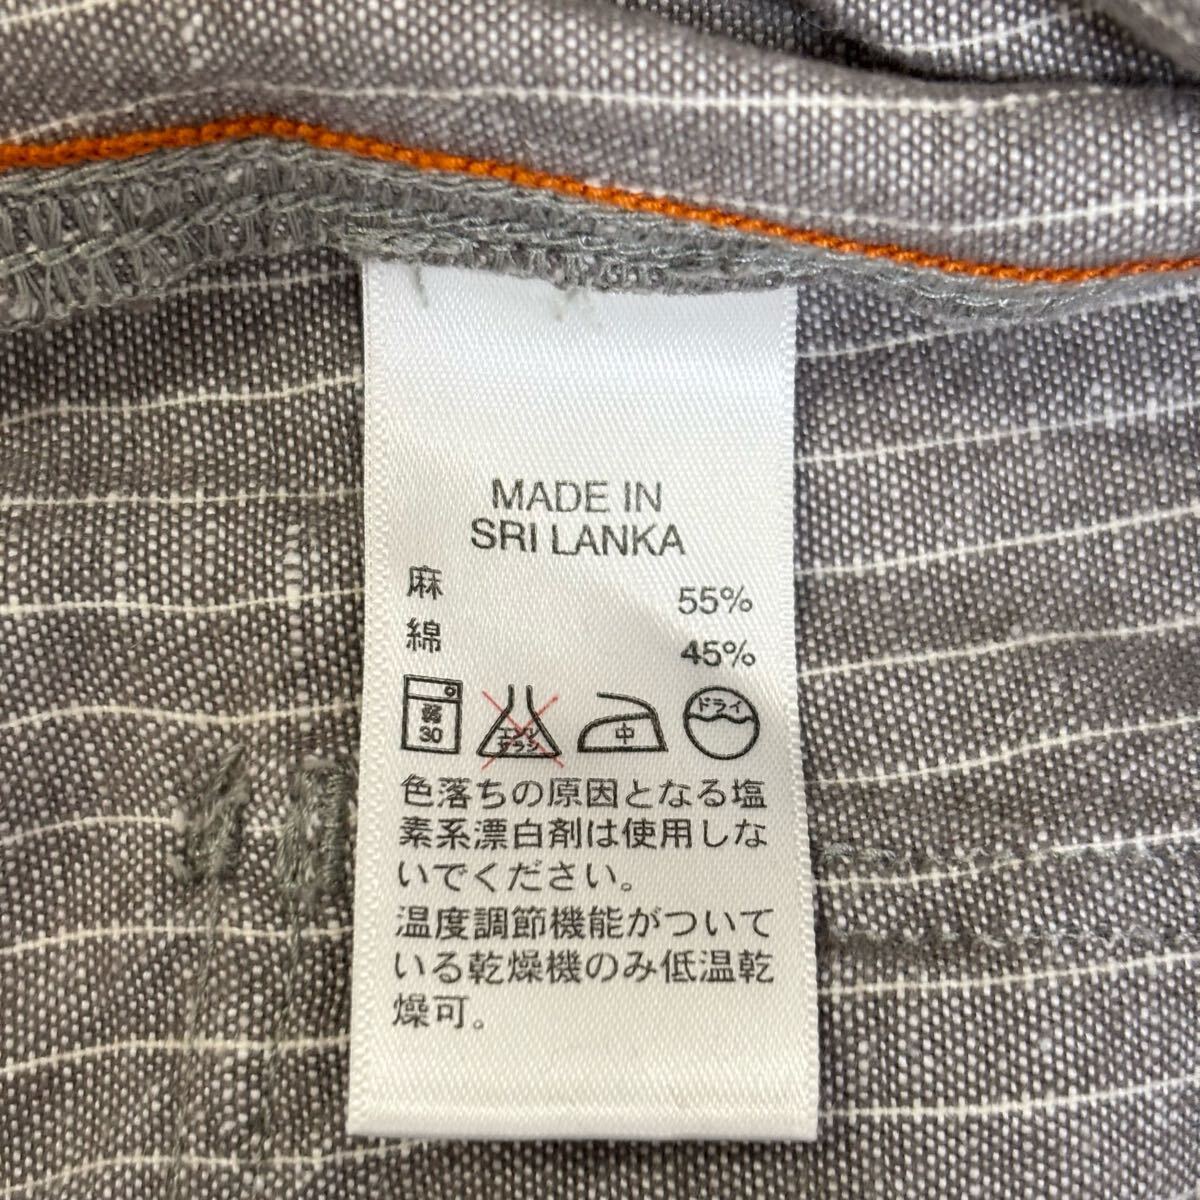 MADE IN
SRI LANKA
麻 55%
綿 45%
弱 30 エンソ サラシ 中 ドライ
色落ちの原因となる塩
素系漂白剤は使用しな
いでください。
温度調節機能がついて
いる乾燥機のみ低温乾
燥可。